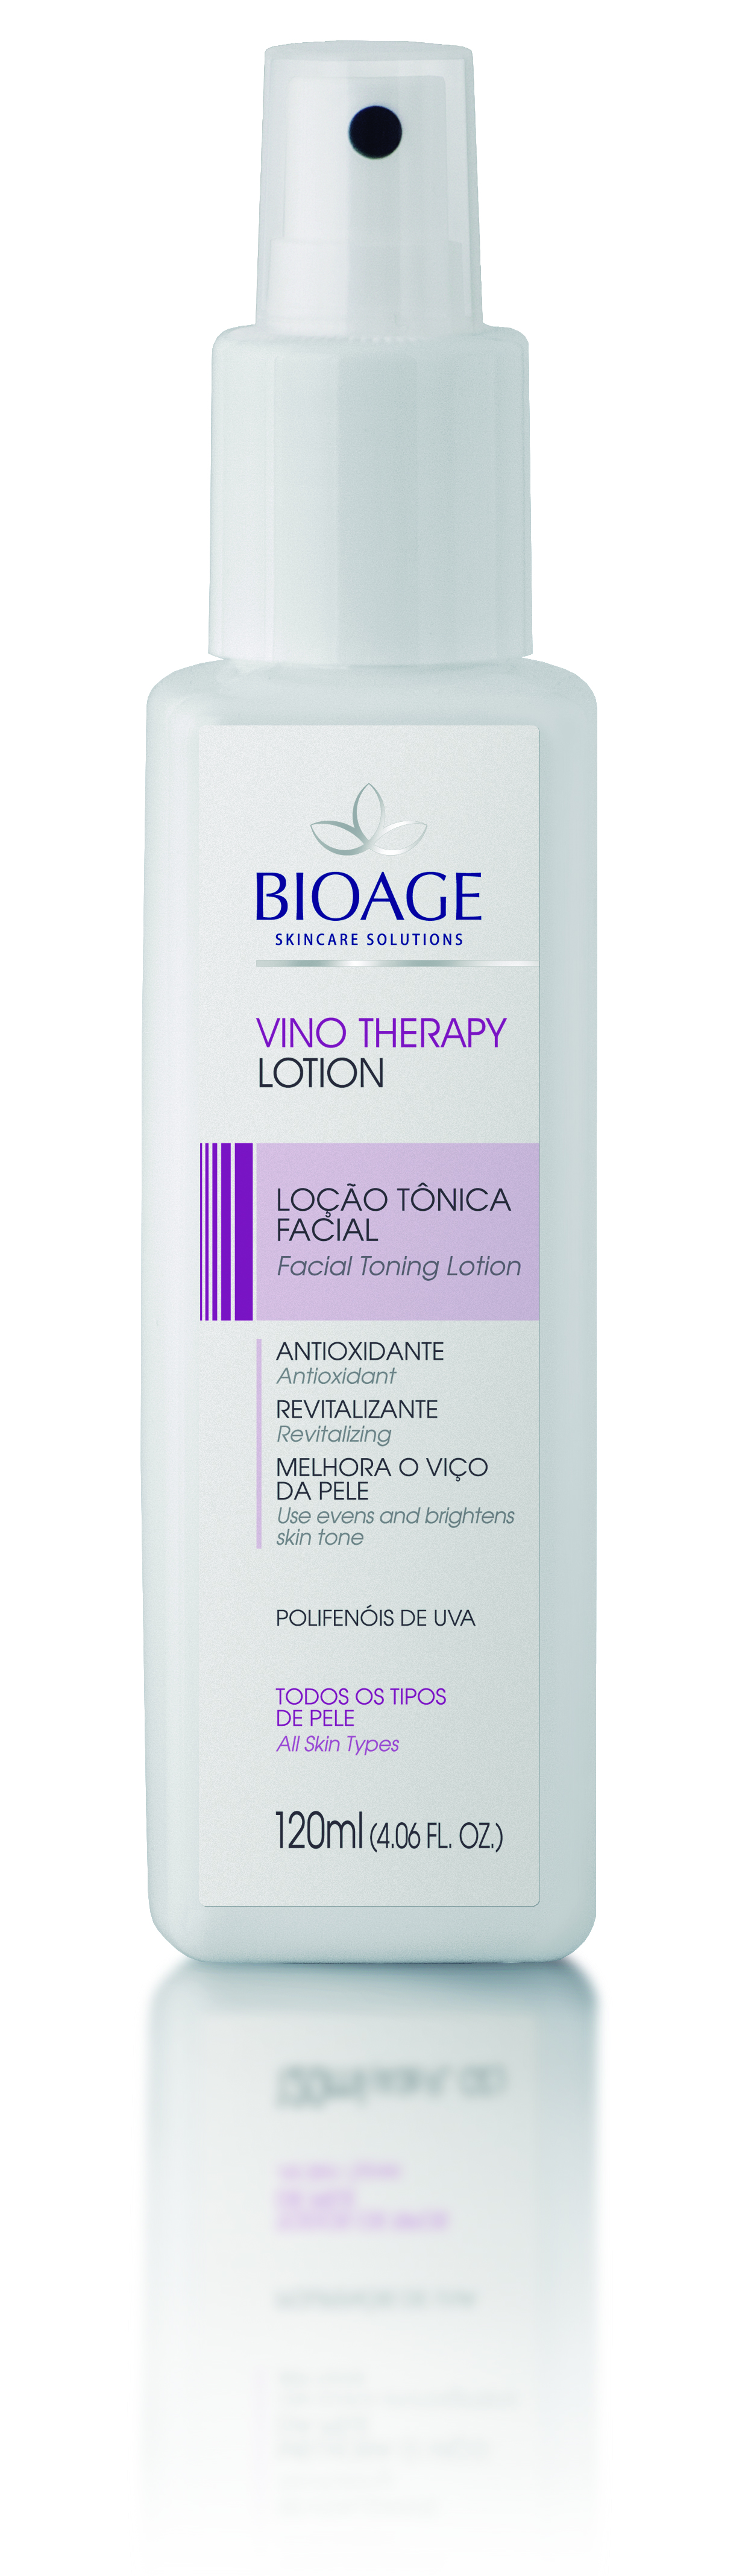 BIOAGE
SKINCARE SOLUTIONS
VINO THERAPY
LOTION
LOÇÃO TÔNICA
FACIAL
Facial Toning Lotion
ANTIOXIDANTE
Antioxidant
REVITALIZANTE
Revitalizing
MELHORA O VIÇO
DA PELE
Use evens and brightens
skin tone
POLIFENÓIS DE UVA
TODOS OS TIPOS
DE PELE
All Skin Types
120ml (4.06 FL. OZ.)